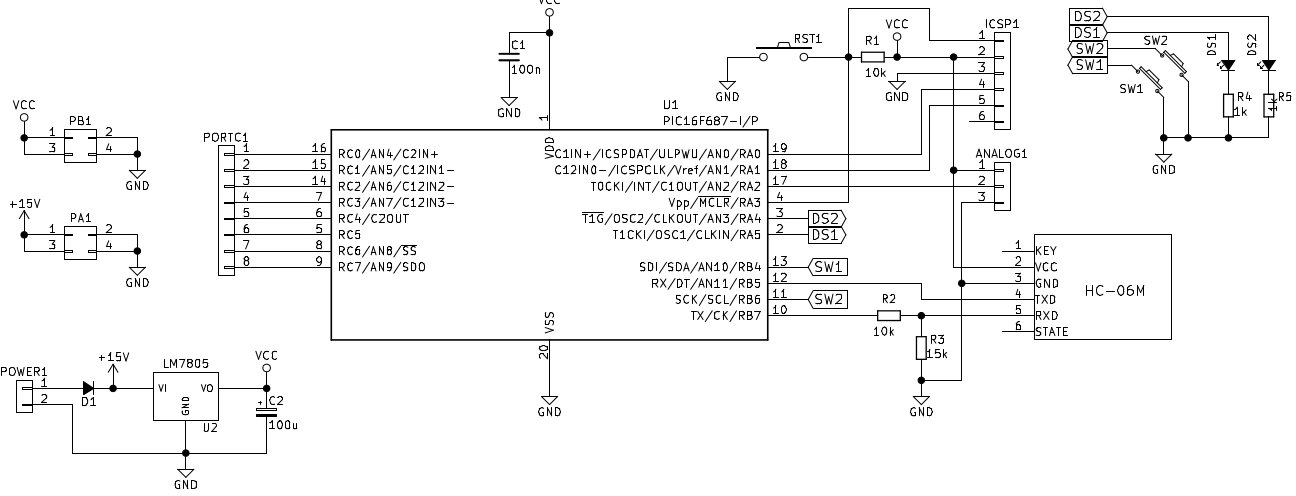 VCC
PB1
1 2
3 4
GND
+15V
PA1
1 2
3 4
GND
POWER1
1
2
D1
+15V
LM7805
VI VO
GND
U2
VCC
+ C2
100u
GND
PORTC1
1
2
3
4
5
6
7
8
VCC
C1
100n
GND
U1
PIC16F687-I/P
1
VDD
16 RC0/AN4/C2IN+
15 RC1/AN6/C12IN1-
14 RC2/AN6/C12IN2-
7 RC3/AN7/C12IN3-
6 RC4/C2OUT
5 RC5
8 RC6/AN8/SS
9 RC7/AN9/SDO
C1IN+/ICSPDAT/ULPWU/AN0/RA0 19
C12IN0-/ICSPCLK/Vref/AN1/RA1 18
T0CKI/INT/C1OUT/AN2/RA2 17
Vpp/MCLR/RA3 4
T1G/OSC2/CLKOUT/AN3/RA4 3 DS2
T1CKI/OSC1/CLKIN/RA5 2 DS1
SDI/SDA/AN10/RB4 13 SW1
RX/DT/AN11/RB5 12
SCK/SCL/RB6 11 SW2
TX/CK/RB7 10
VSS
20
GND
RST1
GND
R1
10k
VCC
GND
ICSP1
1
2
3
4
5
6
ANALOG1
1
2
3
R2
10k
R3
15k
GND
1 KEY
2 VCC
3 GND
4 TXD
5 RXD
6 STATE
HC-06M
DS2
DS1
SW2
SW1
SW2
SW1
DS1
DS2
R4
1k
R5
1k
GND